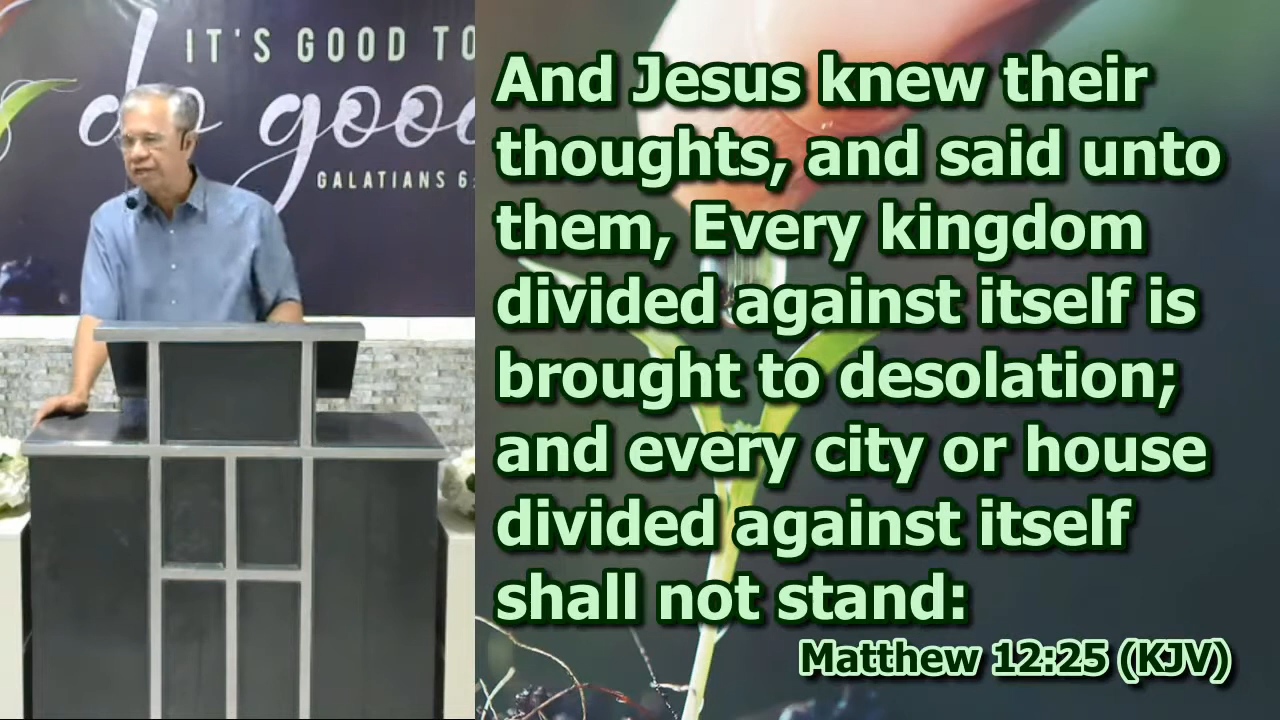 IT'S GOOD TO
do good
GALATIANS 6:
And Jesus knew their
thoughts, and said unto
them, Every kingdom
divided against itself is
brought to desolation;
and every city or house
divided against itself
shall not stand:
Matthew 12:25 (KJV)